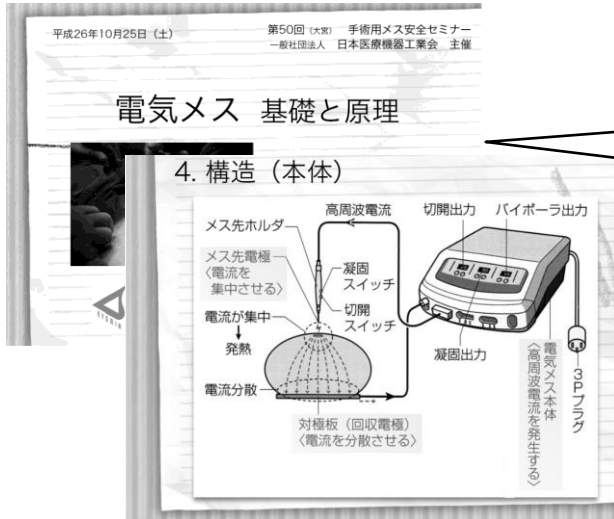 平成26年10月25日（土）
第50回（大宮） 手術用メス安全セミナー
一般社団法人 日本医療機器工業会 主催
電気メス 基礎と原理
4. 構造（本体）
高周波電流
切開出力
バイポーラ出力
メス先ホルダ
メス先電極
〈電流を
集中させる〉
凝固
スイッチ
切開
スイッチ
電流が集中
↓
発熱
凝固出力
電流分散
対極板（回収電極）
〈電流を分散させる〉
電気メス本体
〈高周波電流を発生する〉
3Pプラグ